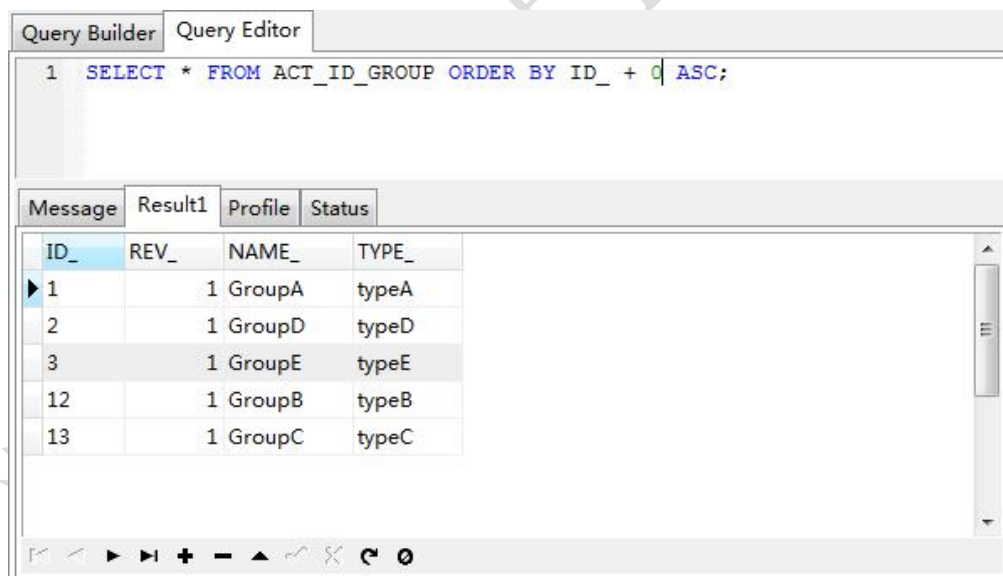 Query Builder Query Editor
1 SELECT * FROM ACT_ID_GROUP ORDER BY ID_ + 0 ASC;
Message Result1 Profile Status
ID_ REV_ NAME_ TYPE_
1 1 GroupA typeA
2 1 GroupD typeD
3 1 GroupE typeE
12 1 GroupB typeB
13 1 GroupC typeC